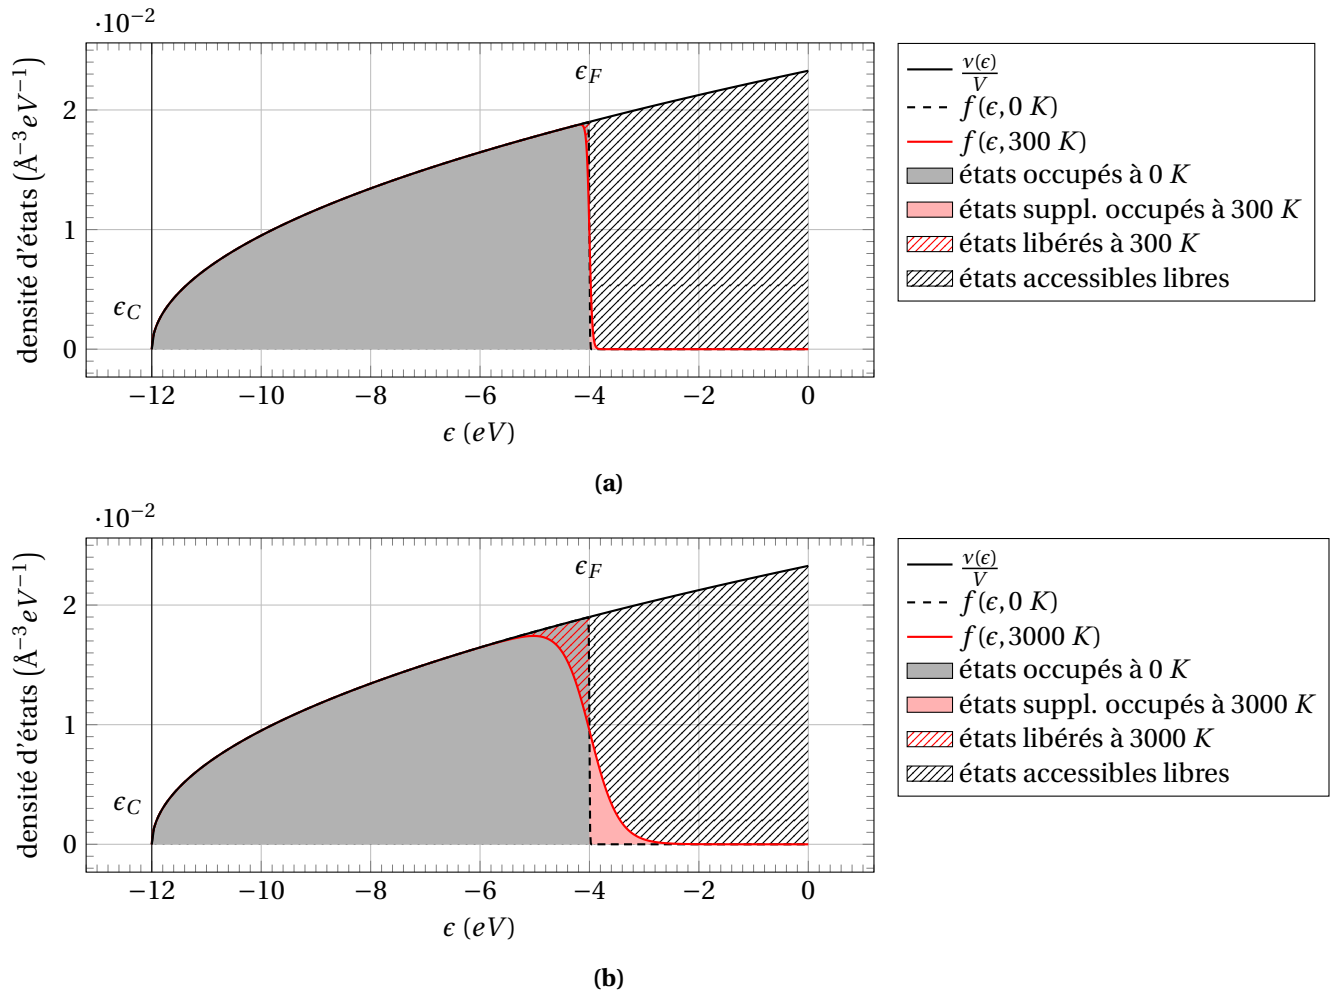 ·10⁻²
densité d'états (Å⁻³eV⁻¹)
2
1
0
ϵ_C
ϵ_F
−12 −10 −8 −6 −4 −2 0
ϵ (eV)
ν(ϵ)/V
f(ϵ,0 K)
f(ϵ,300 K)
états occupés à 0 K
états suppl. occupés à 300 K
états libérés à 300 K
états accessibles libres
(a)
·10⁻²
densité d'états (Å⁻³eV⁻¹)
2
1
0
ϵ_C
ϵ_F
−12 −10 −8 −6 −4 −2 0
ϵ (eV)
ν(ϵ)/V
f(ϵ,0 K)
f(ϵ,3000 K)
états occupés à 0 K
états suppl. occupés à 3000 K
états libérés à 3000 K
états accessibles libres
(b)